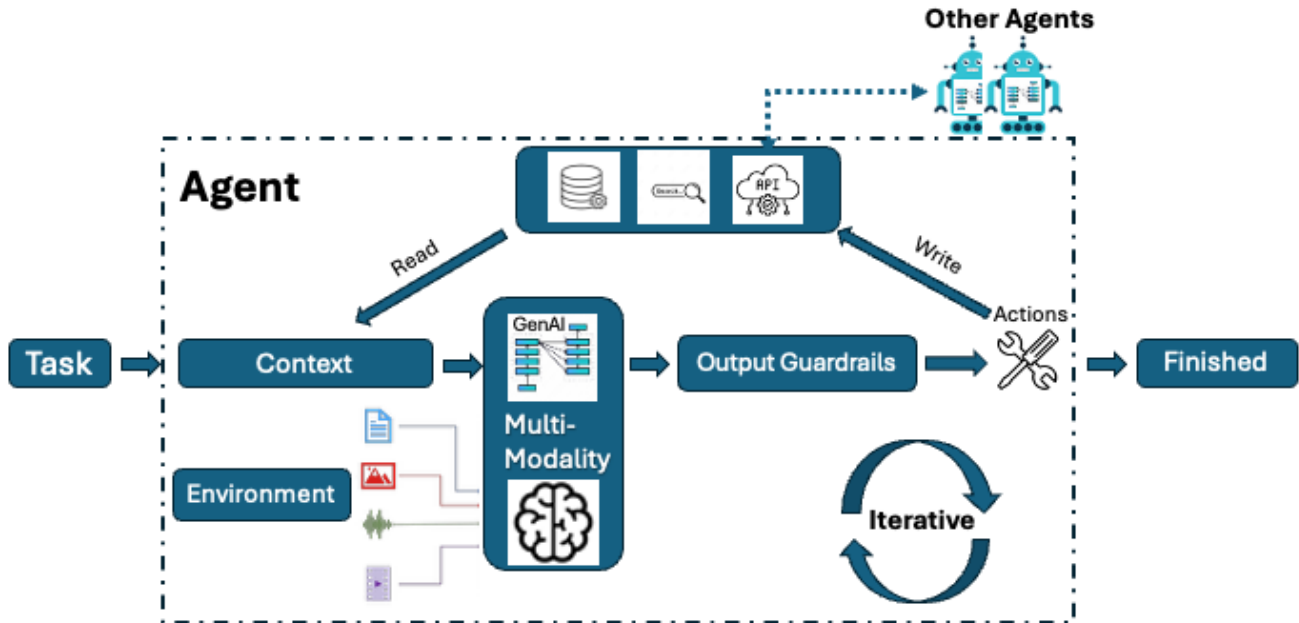 Other Agents
Agent
API
Read
Write
Actions
GenAI
Task
Context
Output Guardrails
Finished
Multi-
Modality
Environment
Iterative